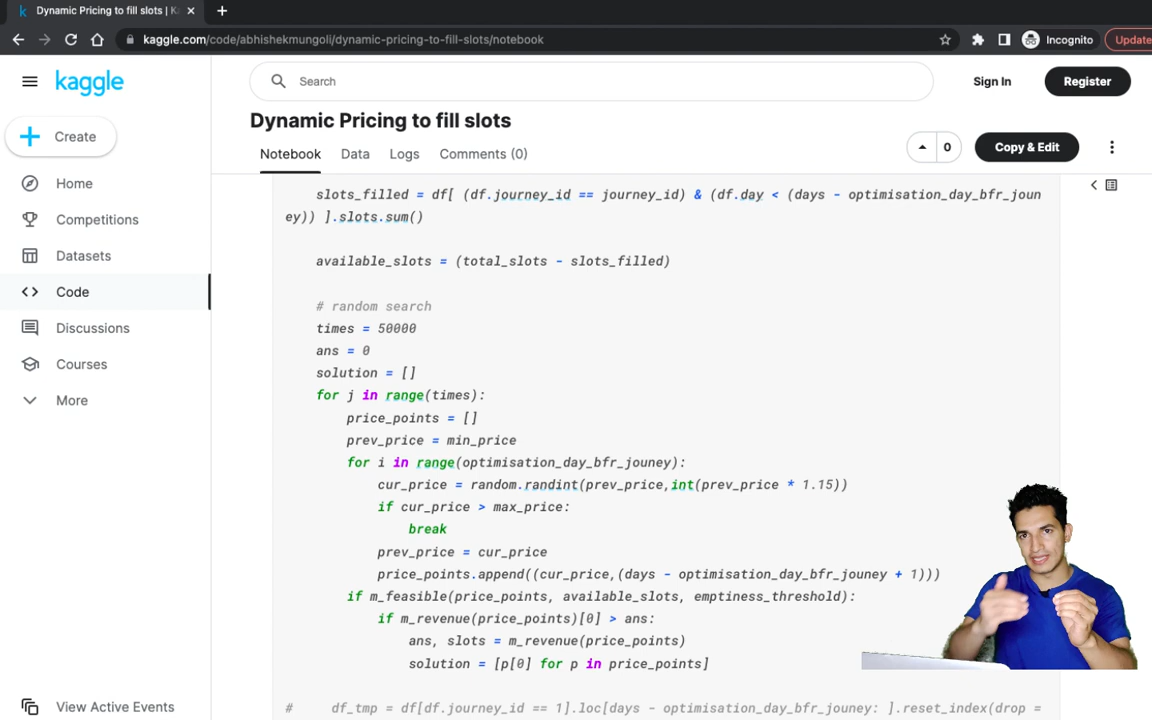 Dynamic Pricing to fill slots | Ka
kaggle.com/code/abhishekmungoli/dynamic-pricing-to-fill-slots/notebook
Incognito
Update
kaggle
Search
Sign In
Register
Create
Home
Competitions
Datasets
Code
Discussions
Courses
More
View Active Events
Dynamic Pricing to fill slots
0
Copy & Edit
Notebook
Data
Logs
Comments (0)
slots_filled = df[ (df.journey_id == journey_id) & (df.day < (days - optimisation_day_bfr_joun
ey)) ].slots.sum()
available_slots = (total_slots - slots_filled)
# random search
times = 50000
ans = 0
solution = []
for j in range(times):
price_points = []
prev_price = min_price
for i in range(optimisation_day_bfr_jouney):
cur_price = random.randint(prev_price,int(prev_price * 1.15))
if cur_price > max_price:
break
prev_price = cur_price
price_points.append((cur_price,(days - optimisation_day_bfr_jouney + 1)))
if m_feasible(price_points, available_slots, emptiness_threshold):
if m_revenue(price_points)[0] > ans:
ans, slots = m_revenue(price_points)
solution = [p[0] for p in price_points]
# df_tmp = df[df.journey_id == 1].loc[days - optimisation_day_bfr_jouney: ].reset_index(drop =